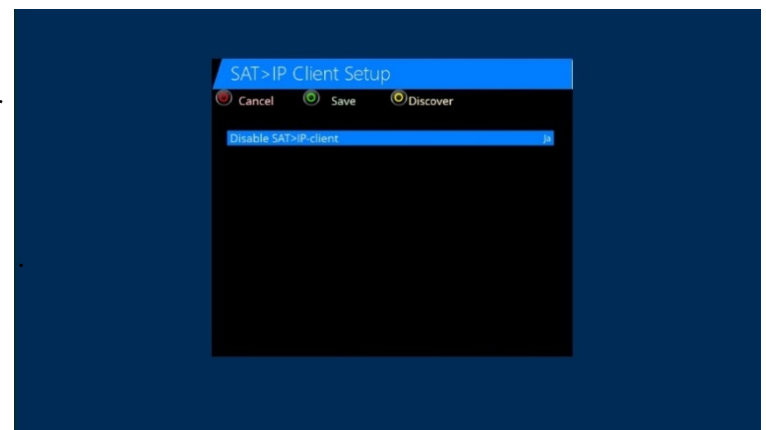 SAT>IP Client Setup
Cancel Save Discover
Disable SAT>IP-client ja